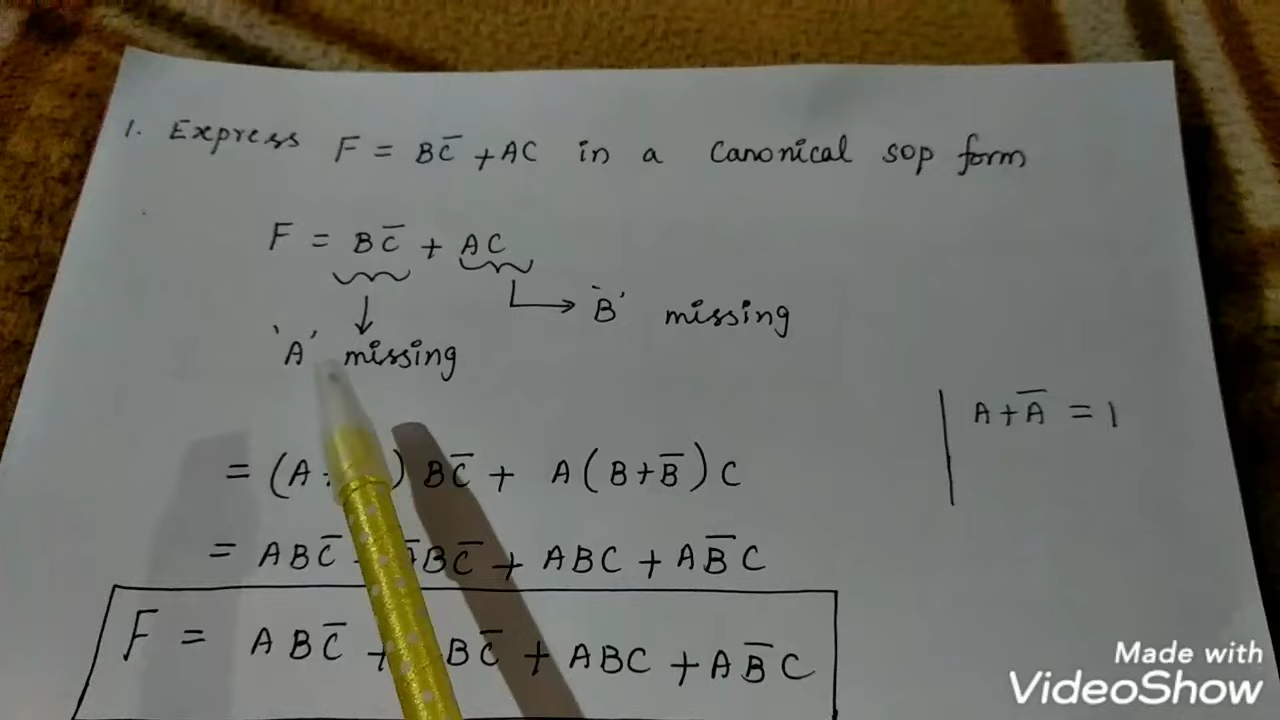 1. Express F = BC̅ + AC in a canonical sop form
F = BC̅ + AC
'B' missing
'A' missing
A + A̅ = 1
= (A + ) BC̅ + A(B + B̅)C
= ABC̅ BC̅ + ABC + AB̅C
F = ABC̅ + BC̅ + ABC + AB̅C
Made with
VideoShow